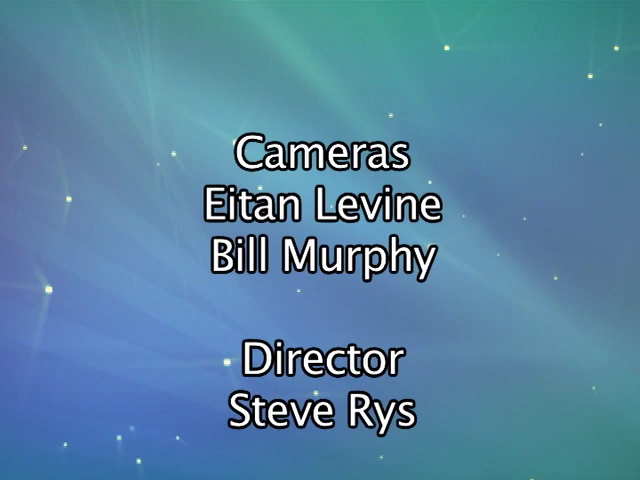 Cameras
Eitan Levine
Bill Murphy
Director
Steve Rys